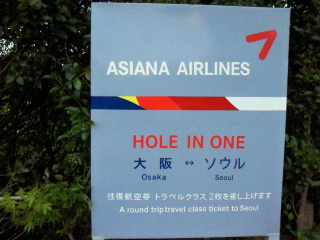 ASIANA AIRLINES
HOLE IN ONE
大阪 ↔ ソウル
Osaka Seoul
往復航空券 トラベルクラス 2枚を差し上げます
A round triptravel class ticket to Seoul